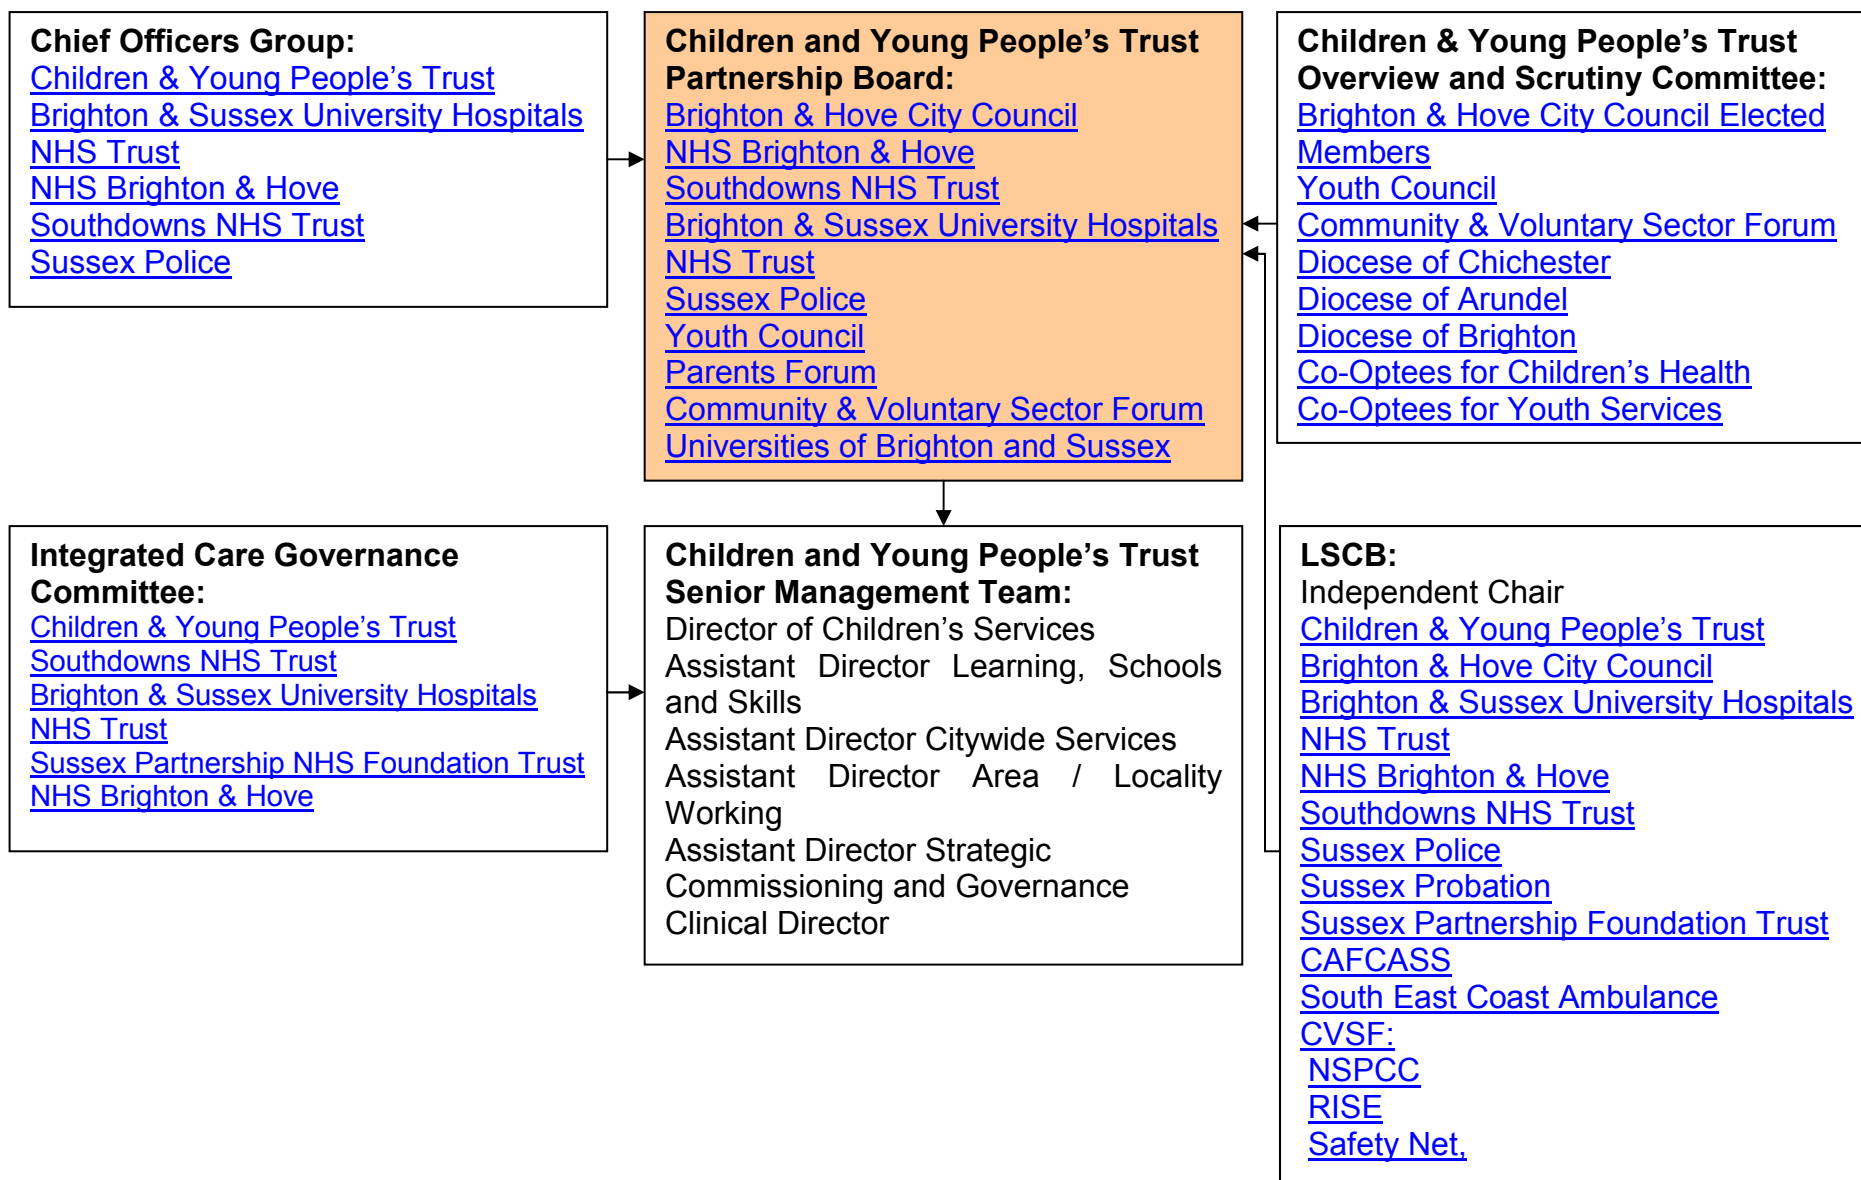 Chief Officers Group:
Children & Young People’s Trust
Brighton & Sussex University Hospitals
NHS Trust
NHS Brighton & Hove
Southdowns NHS Trust
Sussex Police
Children and Young People’s Trust
Partnership Board:
Brighton & Hove City Council
NHS Brighton & Hove
Southdowns NHS Trust
Brighton & Sussex University Hospitals
NHS Trust
Sussex Police
Youth Council
Parents Forum
Community & Voluntary Sector Forum
Universities of Brighton and Sussex
Children & Young People’s Trust
Overview and Scrutiny Committee:
Brighton & Hove City Council Elected
Members
Youth Council
Community & Voluntary Sector Forum
Diocese of Chichester
Diocese of Arundel
Diocese of Brighton
Co-Optees for Children’s Health
Co-Optees for Youth Services
Integrated Care Governance
Committee:
Children & Young People’s Trust
Southdowns NHS Trust
Brighton & Sussex University Hospitals
NHS Trust
Sussex Partnership NHS Foundation Trust
NHS Brighton & Hove
Children and Young People’s Trust
Senior Management Team:
Director of Children’s Services
Assistant Director Learning, Schools
and Skills
Assistant Director Citywide Services
Assistant Director Area / Locality
Working
Assistant Director Strategic
Commissioning and Governance
Clinical Director
LSCB:
Independent Chair
Children & Young People’s Trust
Brighton & Hove City Council
Brighton & Sussex University Hospitals
NHS Trust
NHS Brighton & Hove
Southdowns NHS Trust
Sussex Police
Sussex Probation
Sussex Partnership Foundation Trust
CAFCASS
South East Coast Ambulance
CVSF:
NSPCC
RISE
Safety Net,